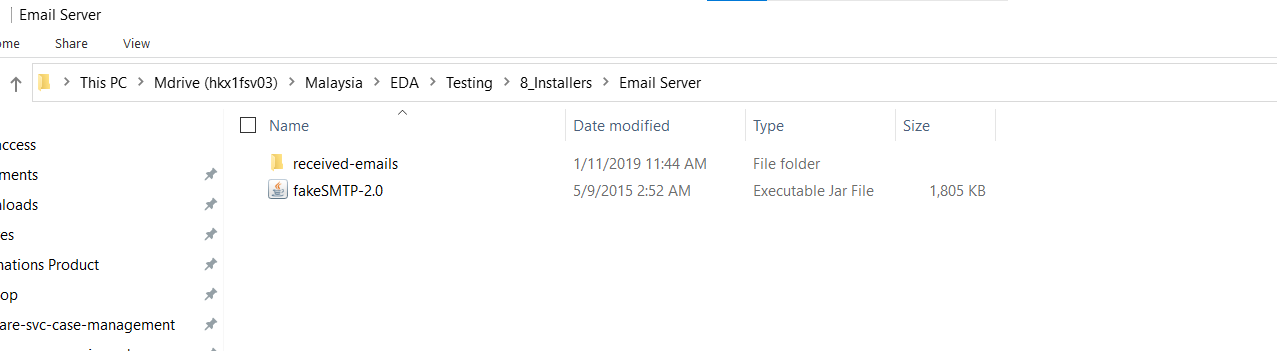 Email Server
ome Share View
This PC Mdrive (hkx1fsv03) Malaysia EDA Testing 8_Installers Email Server
Name Date modified Type Size
received-emails 1/11/2019 11:44 AM File folder
fakeSMTP-2.0 5/9/2015 2:52 AM Executable Jar File 1,805 KB
ccess
ments
nloads
es
nations Product
op
are-svc-case-management